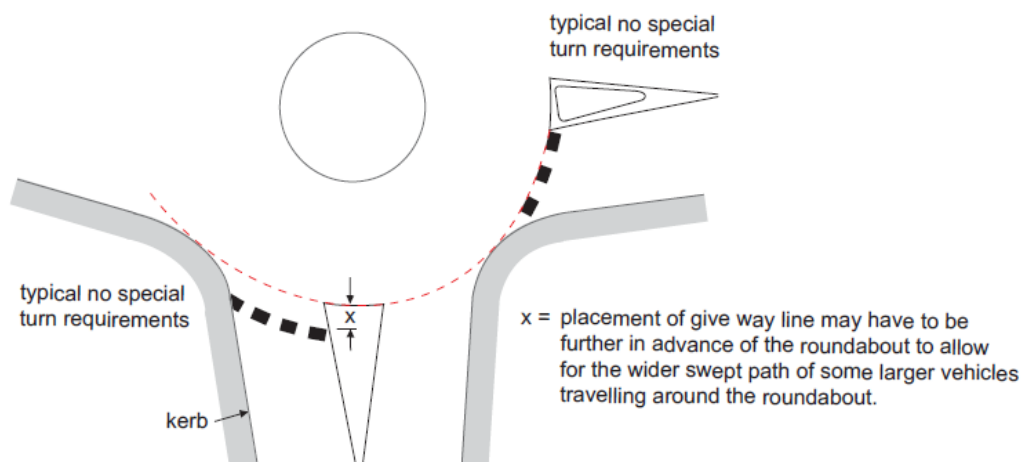 typical no special
turn requirements
x
typical no special
turn requirements
x = placement of give way line may have to be
further in advance of the roundabout to allow
for the wider swept path of some larger vehicles
travelling around the roundabout.
kerb